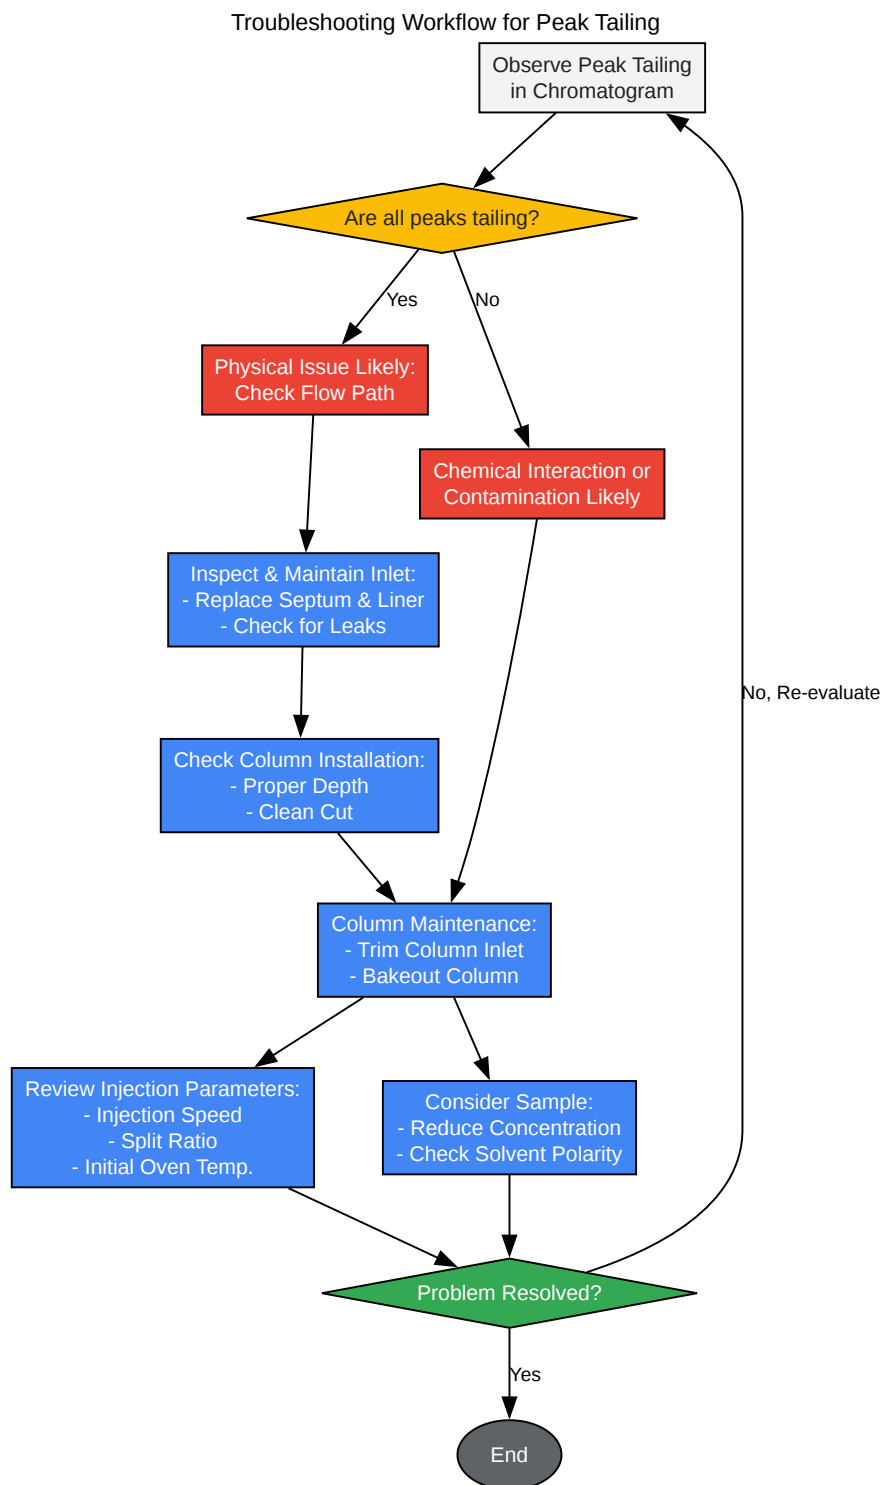 Troubleshooting Workflow for Peak Tailing
Observe Peak Tailing
in Chromatogram
Are all peaks tailing?
Yes
No
Physical Issue Likely:
Check Flow Path
Chemical Interaction or
Contamination Likely
Inspect & Maintain Inlet:
- Replace Septum & Liner
- Check for Leaks
No, Re-evaluate
Check Column Installation:
- Proper Depth
- Clean Cut
Column Maintenance:
- Trim Column Inlet
- Bakeout Column
Review Injection Parameters:
- Injection Speed
- Split Ratio
- Initial Oven Temp.
Consider Sample:
- Reduce Concentration
- Check Solvent Polarity
Problem Resolved?
Yes
End